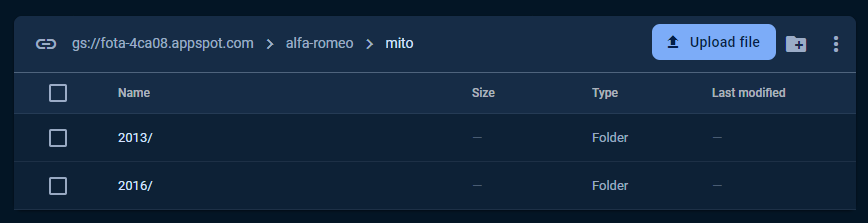 gs://fota-4ca08.appspot.com > alfa-romeo > mito Upload file
Name Size Type Last modified
2013/ — Folder —
2016/ — Folder —